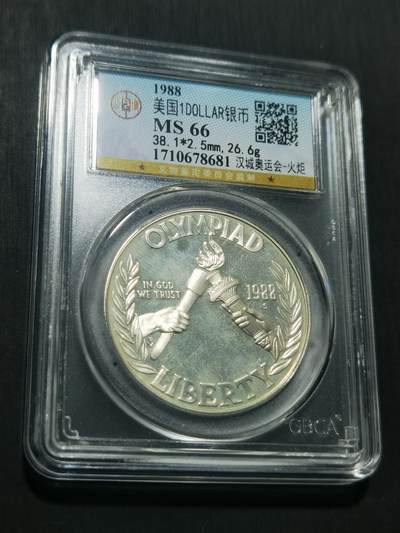 1988
美国1DOLLAR银币
MS 66
38.1*2.5mm, 26.6g
1710678681 汉城奥运会-火炬
OLYMPIAD
IN GOD
WE TRUST
1988
S
LIBERTY
GBCA